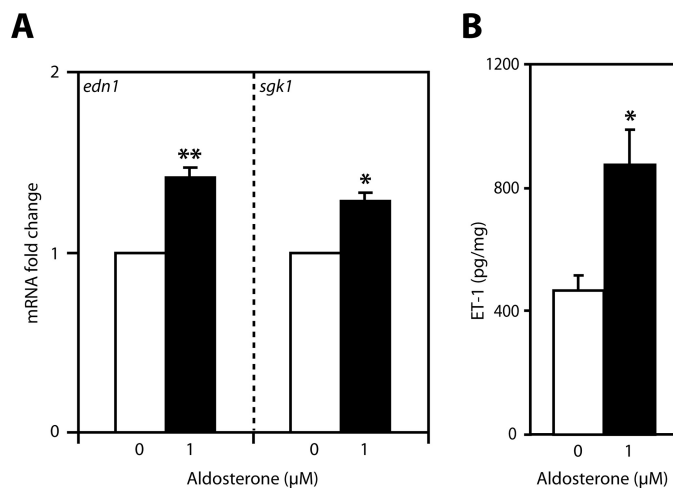 A
B
2
1
0
mRNA fold change
edn1
sgk1
**
*
0
1
0
1
Aldosterone (µM)
1200
800
400
0
ET-1 (pg/mg)
*
0
1
Aldosterone (µM)